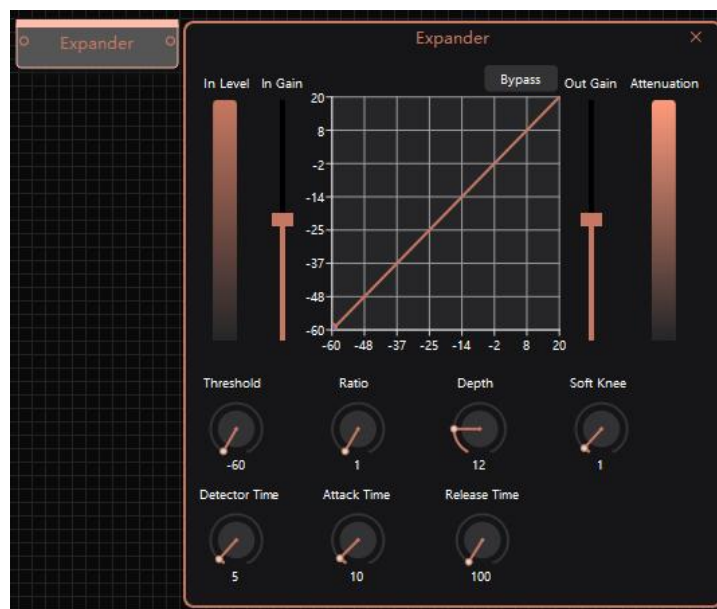 Expander
Expander
Bypass
In Level In Gain Out Gain Attenuation
20
8
-2
-14
-25
-37
-48
-60
-60 -48 -37 -25 -14 -2 8 20
Threshold Ratio Depth Soft Knee
-60 1 12 1
Detector Time Attack Time Release Time
5 10 100